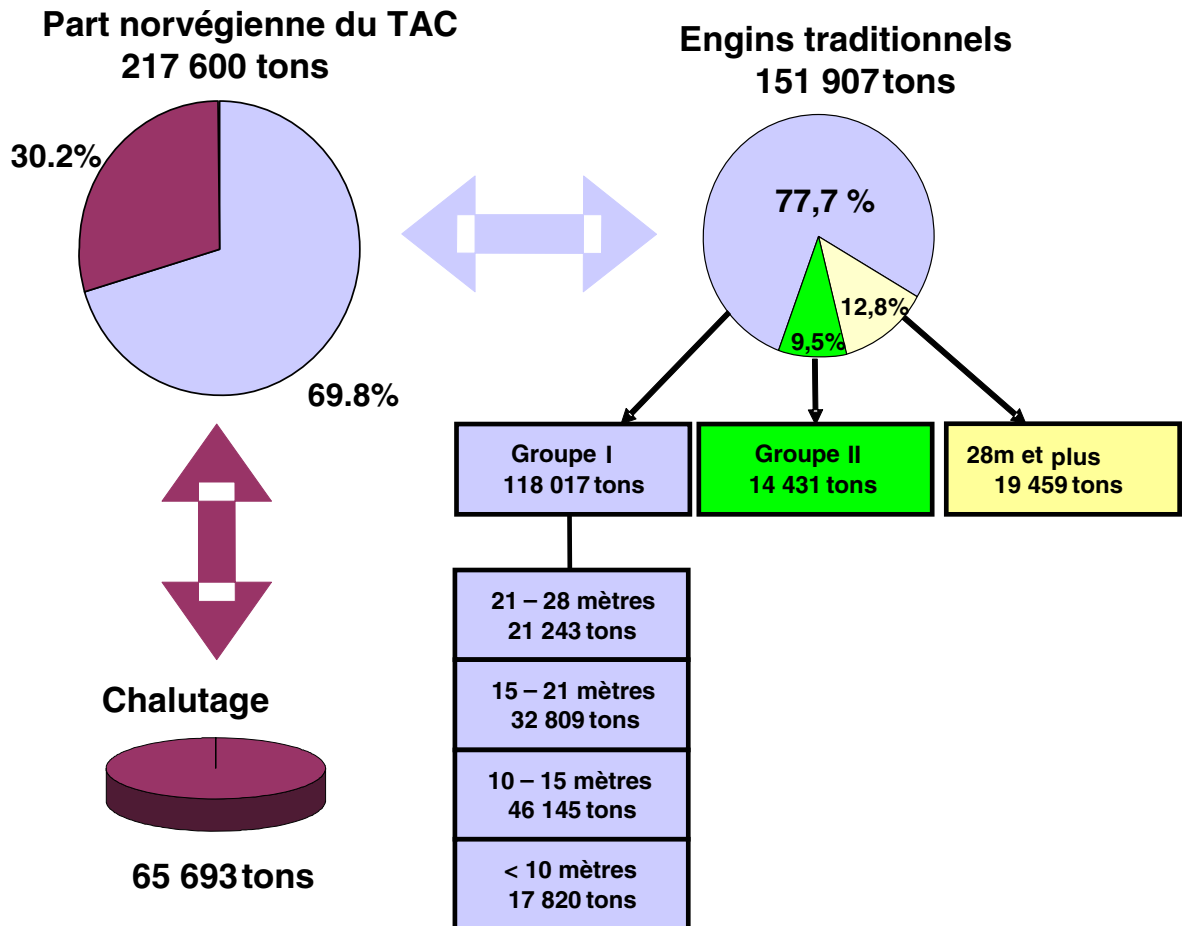 Part norvégienne du TAC
217 600 tons
30.2%
69.8%
Engins traditionnels
151 907 tons
77,7 %
12,8%
9,5%
Groupe I
118 017 tons
Groupe II
14 431 tons
28m et plus
19 459 tons
21 – 28 mètres
21 243 tons
15 – 21 mètres
32 809 tons
10 – 15 mètres
46 145 tons
< 10 mètres
17 820 tons
Chalutage
65 693 tons